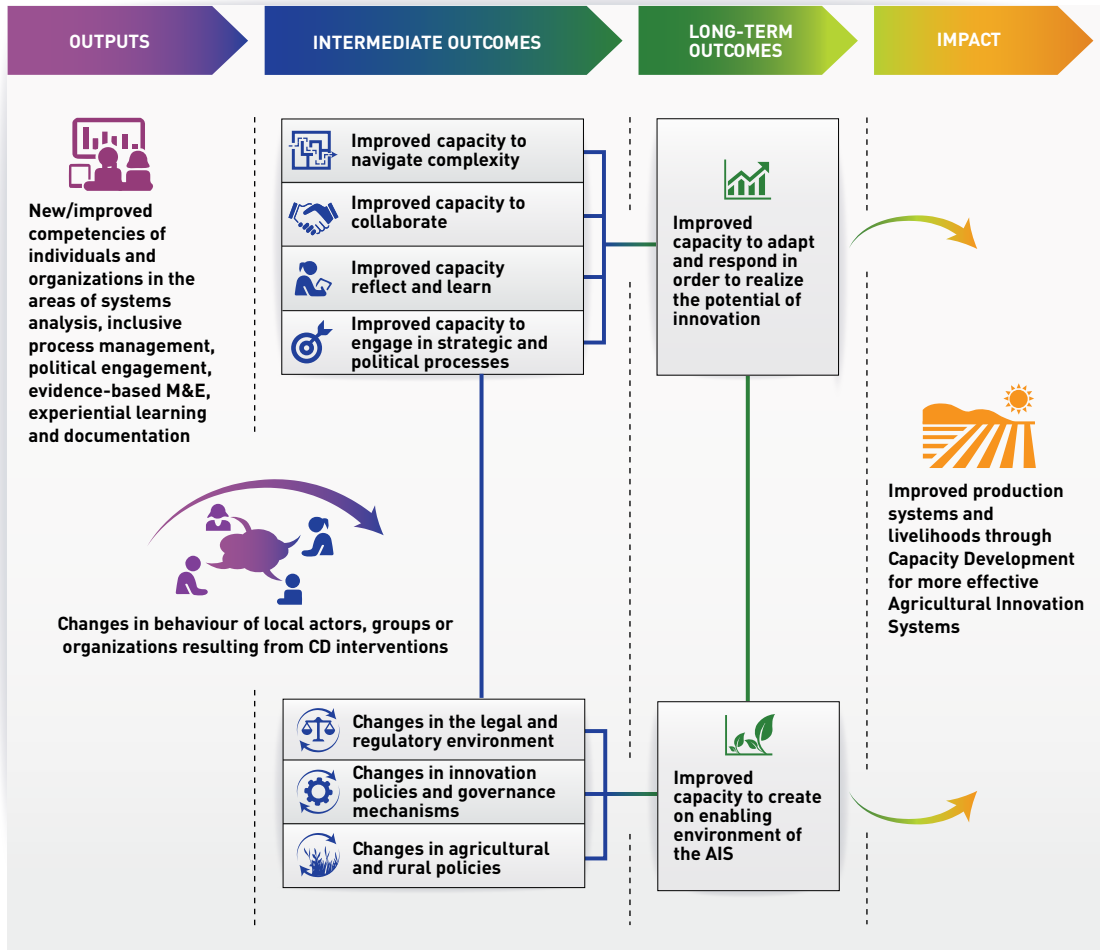 OUTPUTS
INTERMEDIATE OUTCOMES
LONG-TERM
OUTCOMES
IMPACT
New/improved
competencies of
individuals and
organizations in the
areas of systems
analysis, inclusive
process management,
political engagement,
evidence-based M&E,
experiential learning
and documentation
Improved capacity to
navigate complexity
Improved capacity to
collaborate
Improved capacity
reflect and learn
Improved capacity to
engage in strategic and
political processes
Improved
capacity to adapt
and respond in
order to realize
the potential of
innovation
Changes in behaviour of local actors, groups or
organizations resulting from CD interventions
Improved production
systems and
livelihoods through
Capacity Development
for more effective
Agricultural Innovation
Systems
Changes in the legal and
regulatory environment
Changes in innovation
policies and governance
mechanisms
Changes in agricultural
and rural policies
Improved
capacity to create
on enabling
environment of
the AIS